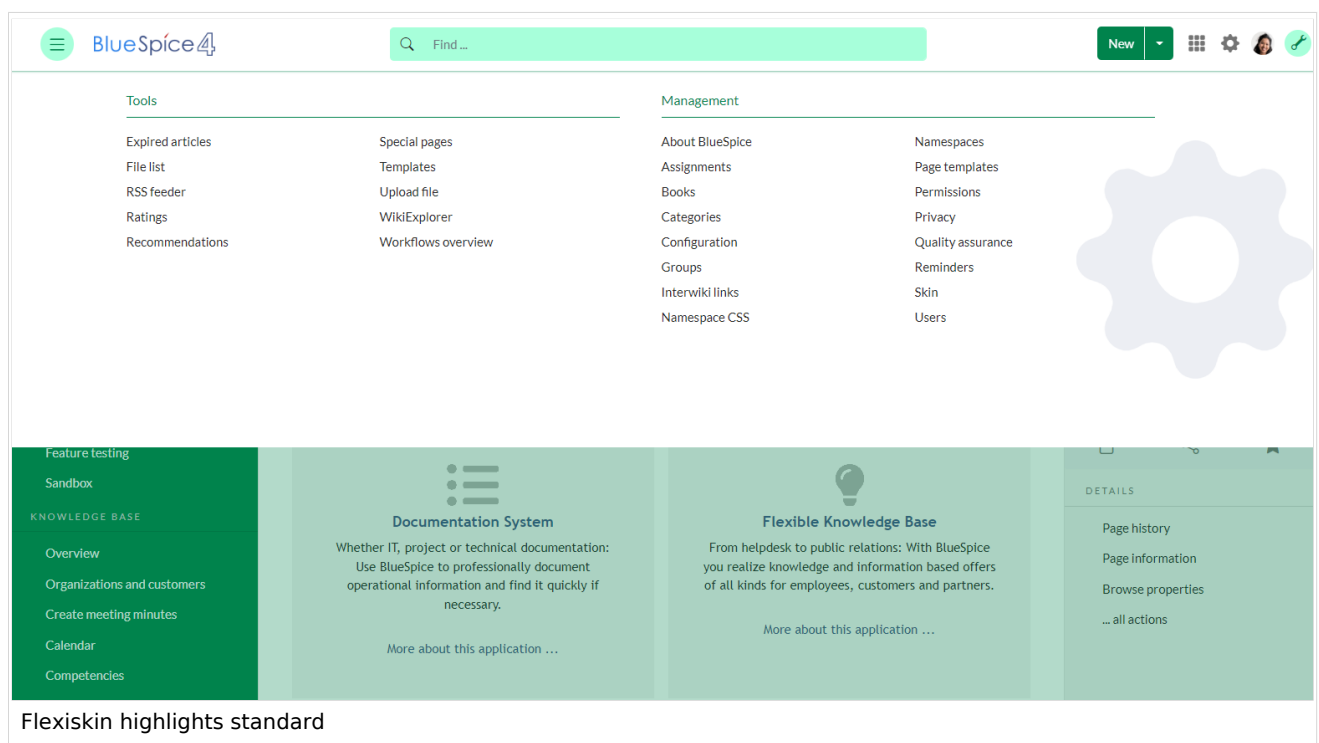 BlueSpice 4
Find ...
New
Tools
Expired articles
File list
RSS feeder
Ratings
Recommendations
Special pages
Templates
Upload file
WikiExplorer
Workflows overview
Management
About BlueSpice
Assignments
Books
Categories
Configuration
Groups
Interwiki links
Namespace CSS
Namespaces
Page templates
Permissions
Privacy
Quality assurance
Reminders
Skin
Users
Feature testing
Sandbox
KNOWLEDGE BASE
Overview
Organizations and customers
Create meeting minutes
Calendar
Competencies
Documentation System
Whether IT, project or technical documentation:
Use BlueSpice to professionally document
operational information and find it quickly if
necessary.
More about this application ...
Flexible Knowledge Base
From helpdesk to public relations: With BlueSpice
you realize knowledge and information based offers
of all kinds for employees, customers and partners.
More about this application ...
DETAILS
Page history
Page information
Browse properties
... all actions
Flexiskin highlights standard